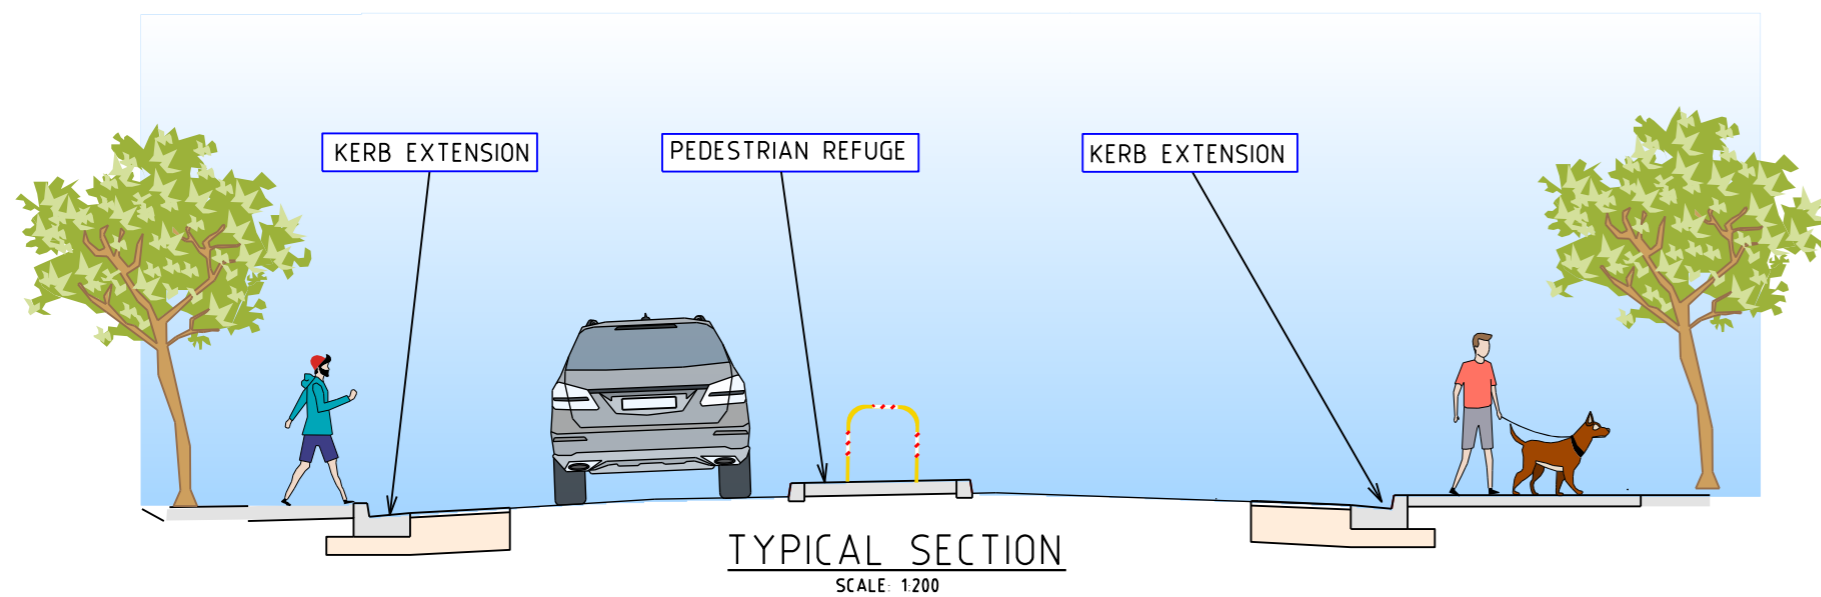 KERB EXTENSION
PEDESTRIAN REFUGE
KERB EXTENSION
TYPICAL SECTION
SCALE: 1:200